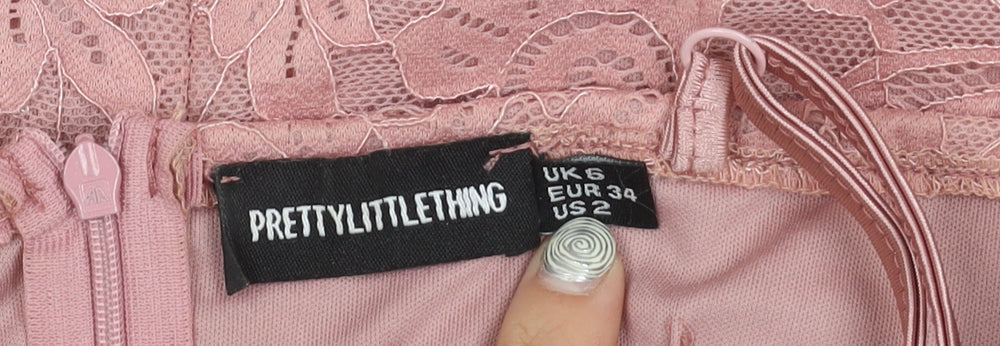 PRETTYLITTLETHING
UK 6
EUR 34
US 2